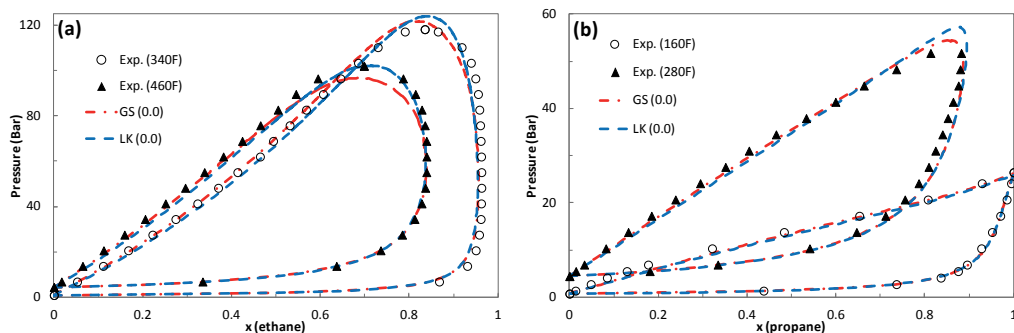 (a)
Exp. (340F)
Exp. (460F)
GS (0.0)
LK (0.0)
Pressure (Bar)
120
80
40
0
0 0.2 0.4 0.6 0.8 1
x (ethane)
(b)
Exp. (160F)
Exp. (280F)
GS (0.0)
LK (0.0)
Pressure (Bar)
60
40
20
0
0 0.2 0.4 0.6 0.8 1
x (propane)